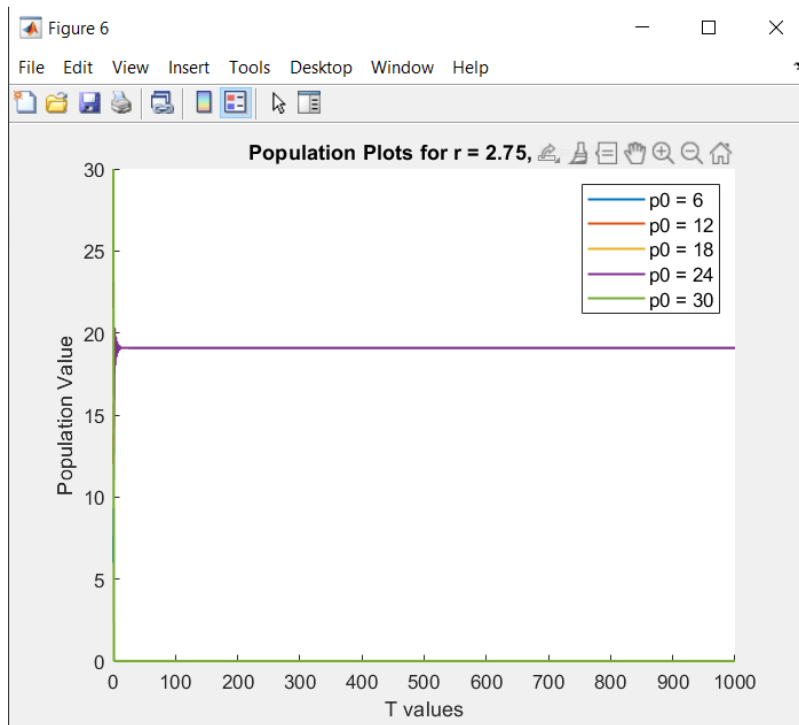 Figure 6
File Edit View Insert Tools Desktop Window Help
Population Plots for r = 2.75,
p0 = 6
p0 = 12
p0 = 18
p0 = 24
p0 = 30
30
25
20
15
10
5
0
Population Value
0 100 200 300 400 500 600 700 800 900 1000
T values